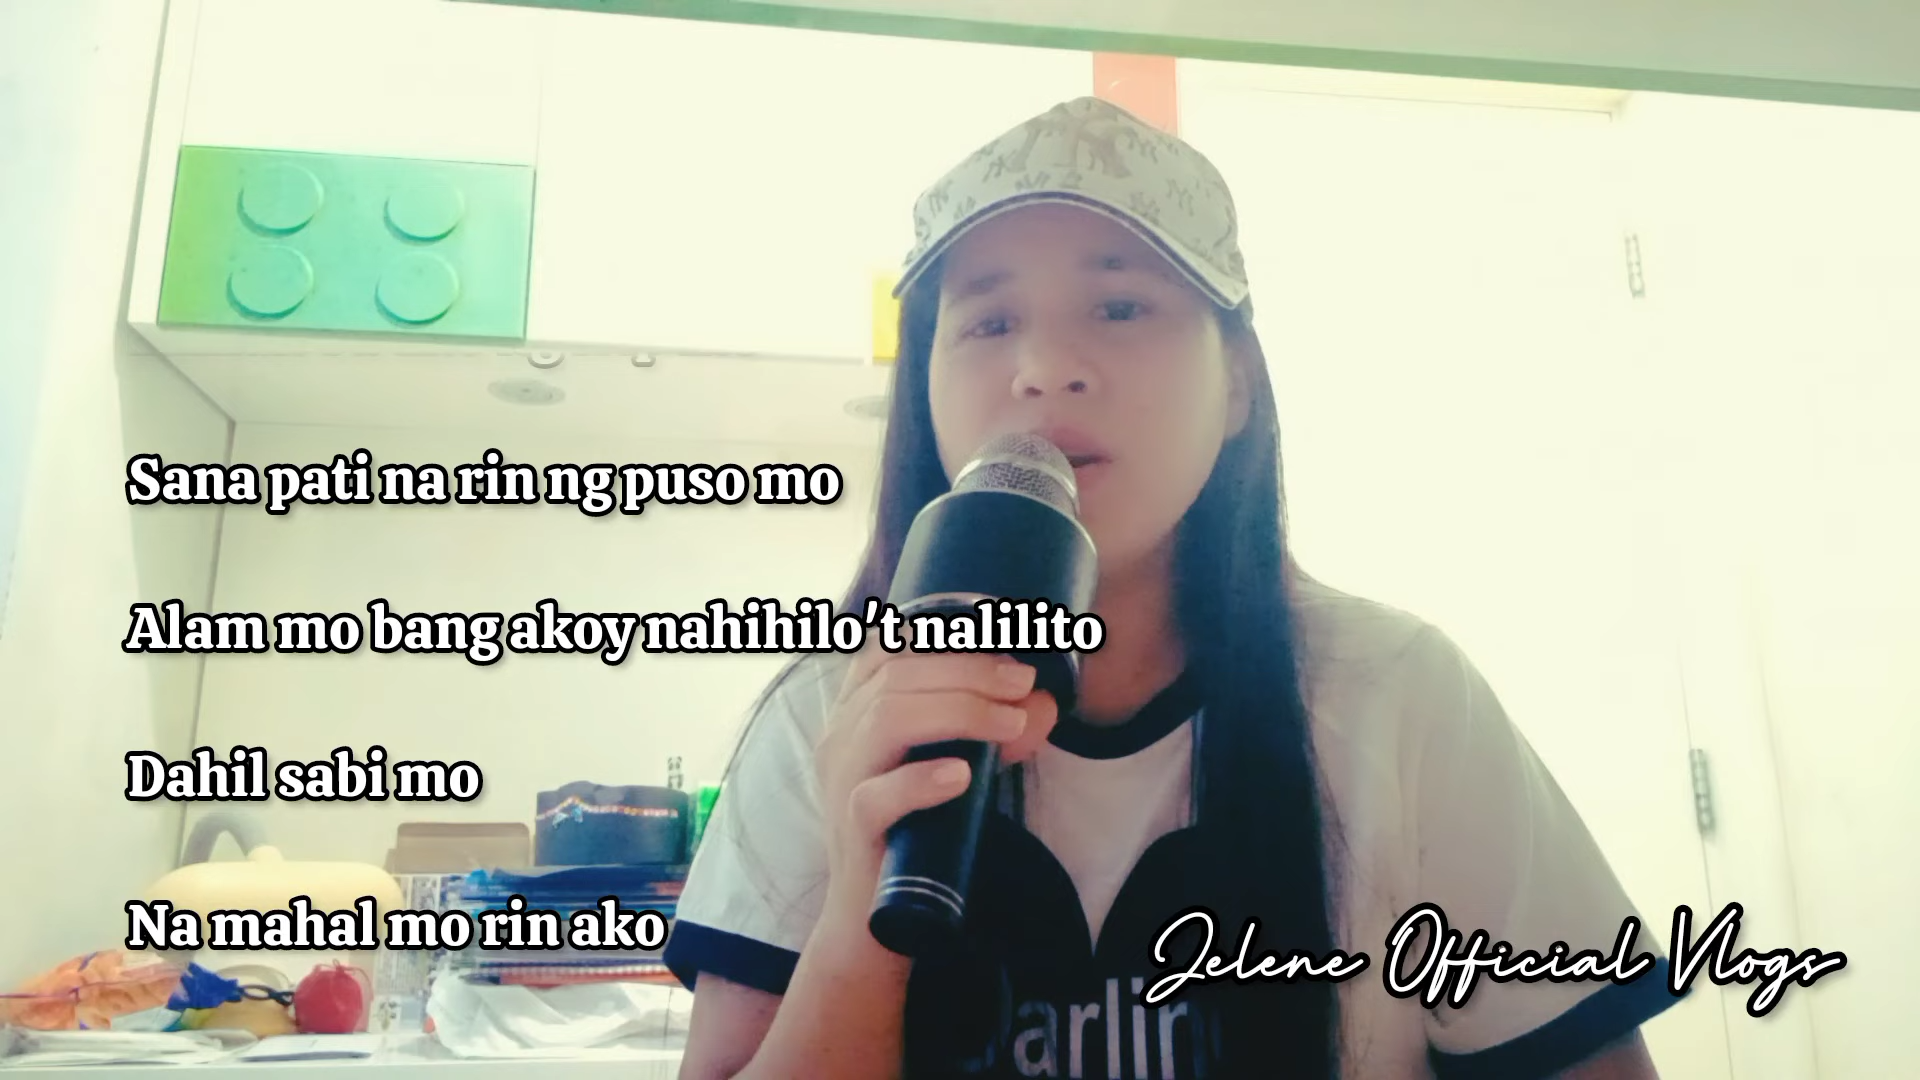 Sana pati na rin ng puso mo
Alam mo bang akoy nahihilo't nalilito
Dahil sabi mo
Na mahal mo rin ako
Jelene Official Vlogs